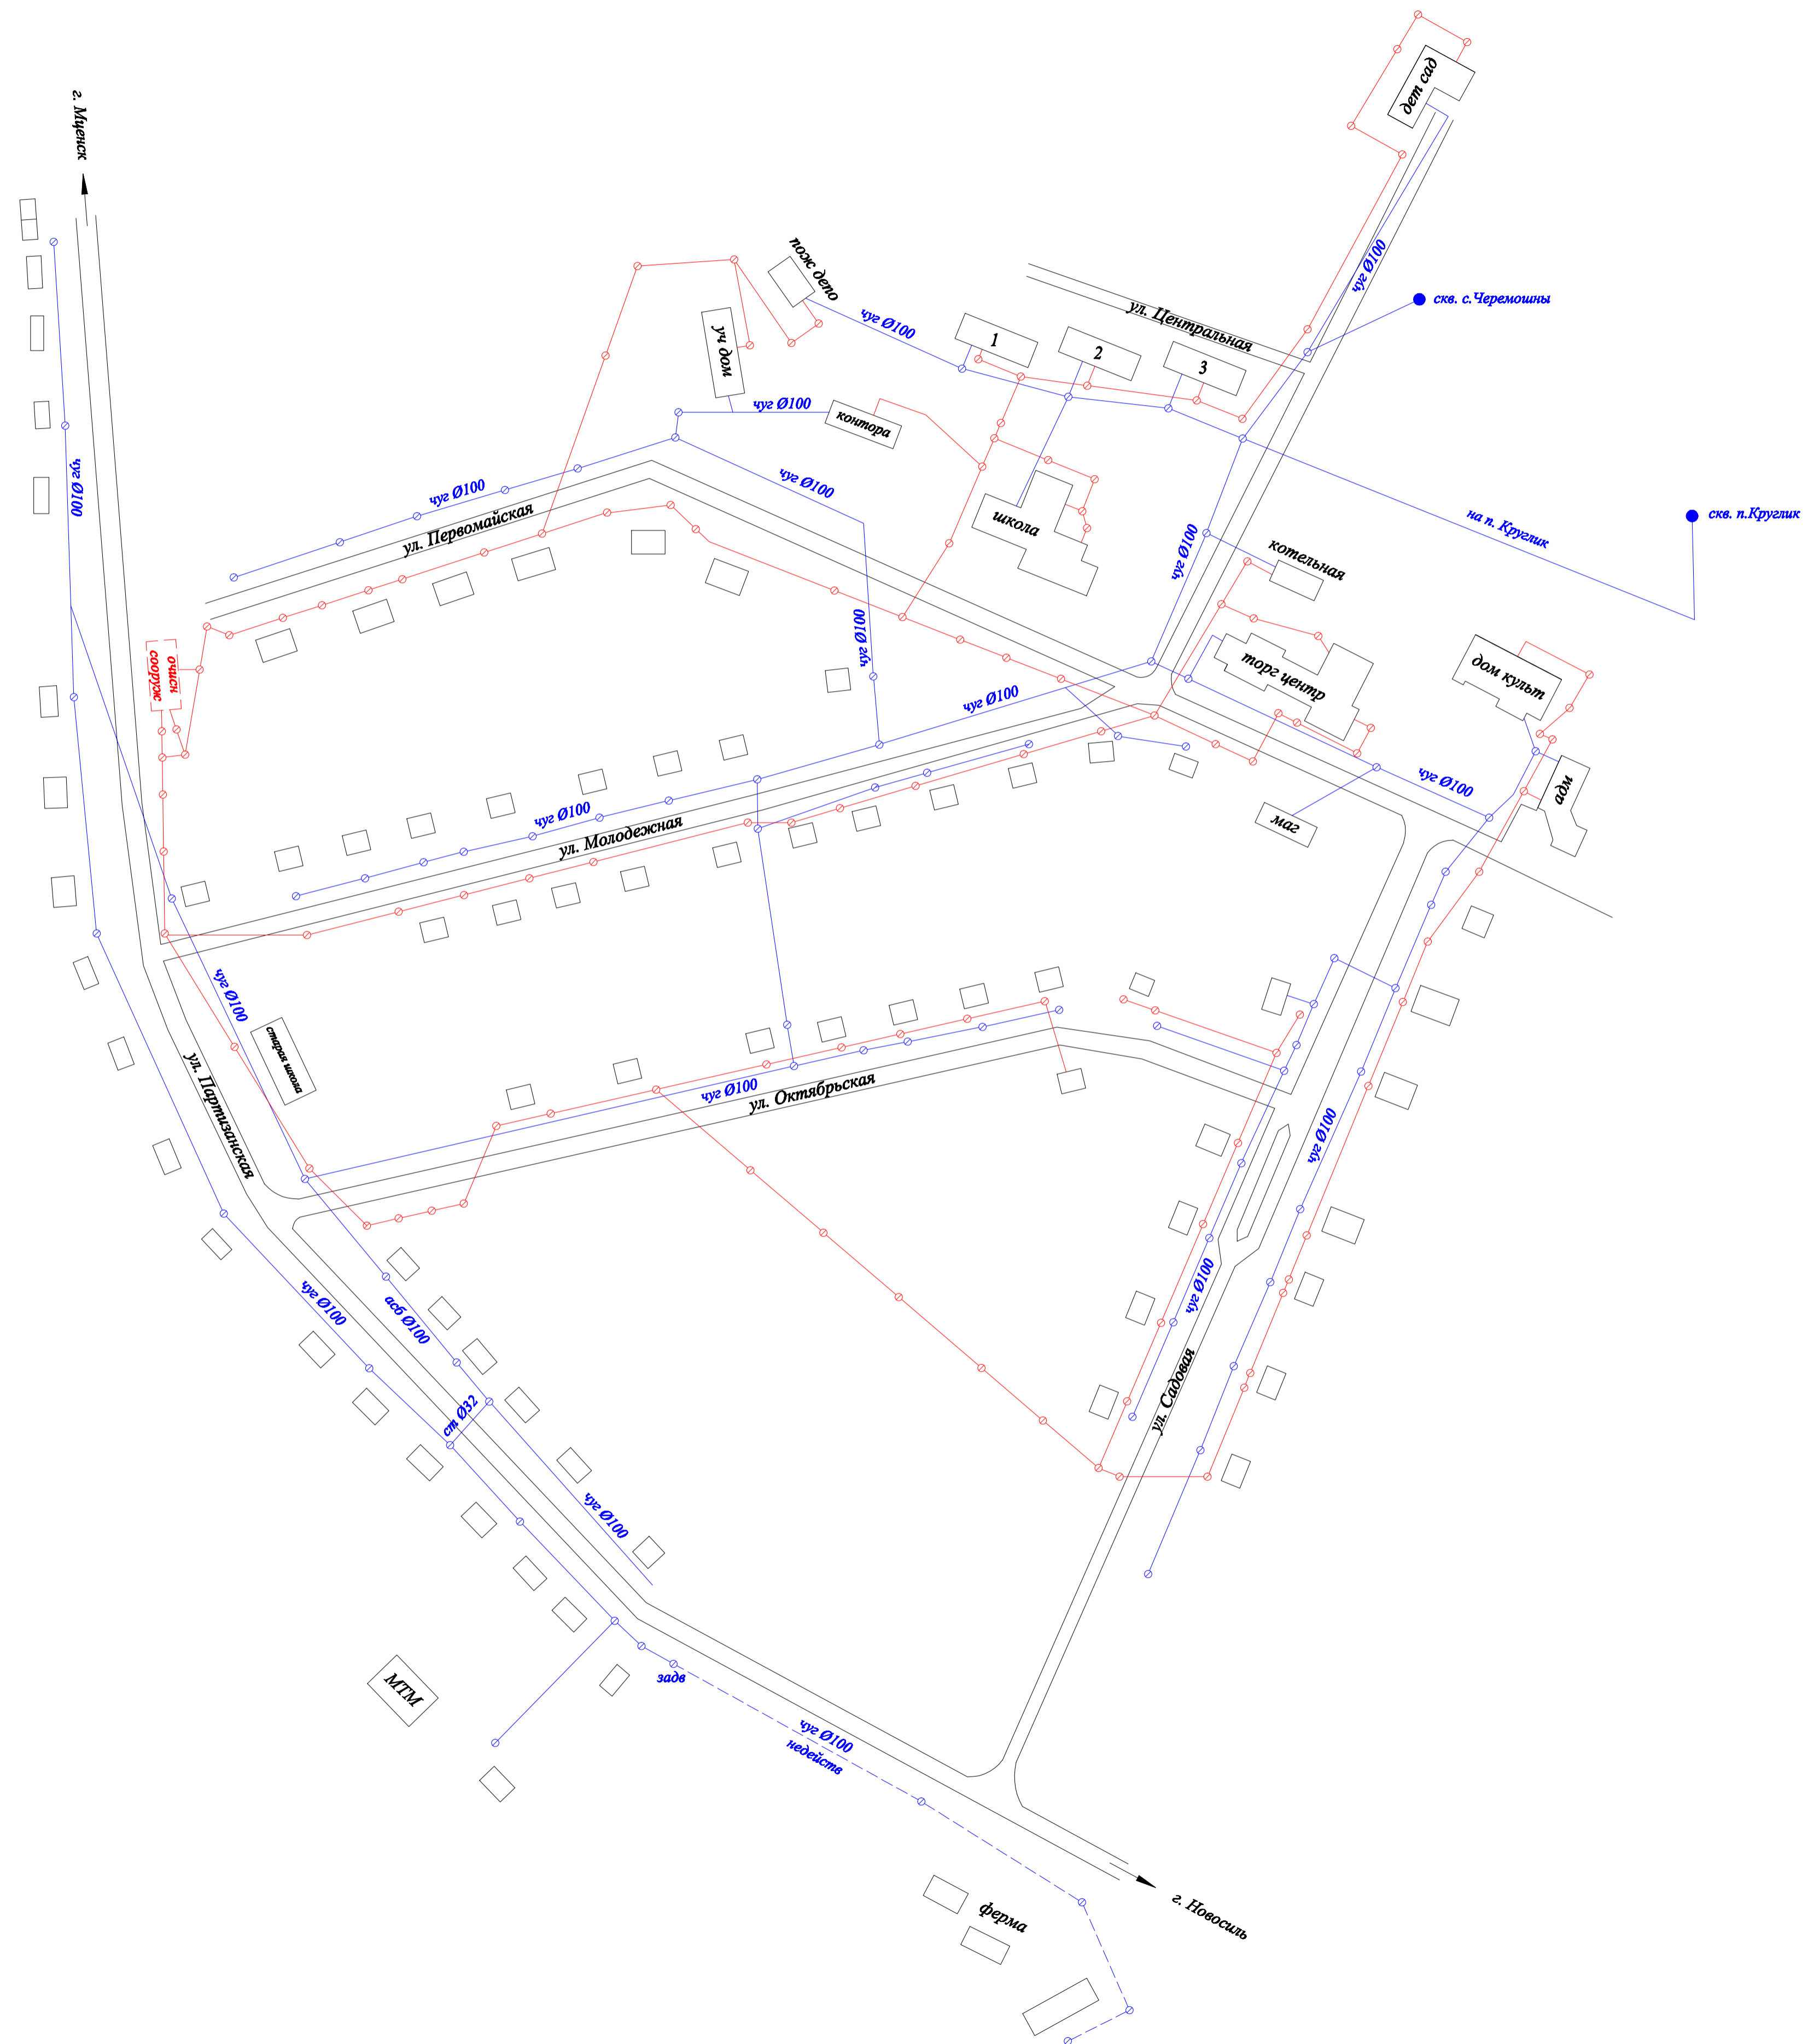 дет сад
г. Мценск
пож депо
чуг Ø100
ул. Центральная
скв. с.Черемошны
чуг Ø100
уч дом
1
2
3
чуг Ø100
контора
чуг Ø100
чуг Ø100
чуг Ø100
ул. Первомайская
школа
на п. Круглик
скв. п.Круглик
чуг Ø100
котельная
очисн
сооруж
чуг Ø100
торг центр
дом культ
чуг Ø100
чуг Ø100
адм
чуг Ø100
ул. Молодежная
маг
чуг Ø100
старая школа
ул. Партизанская
чуг Ø100
ул. Октябрьская
чуг Ø100
чуг Ø100
асб Ø100
чуг Ø100
ст Ø32
ул. Садовая
чуг Ø100
МТМ
задв
чуг Ø100
недейств
ферма
г. Новосиль